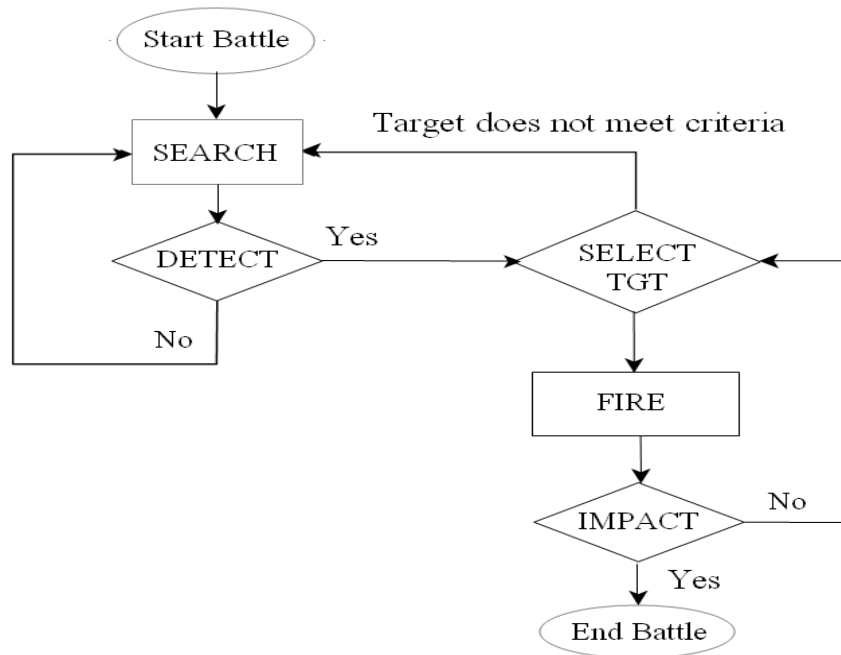 Start Battle
Target does not meet criteria
SEARCH
Yes
DETECT
SELECT
TGT
No
FIRE
IMPACT
No
Yes
End Battle